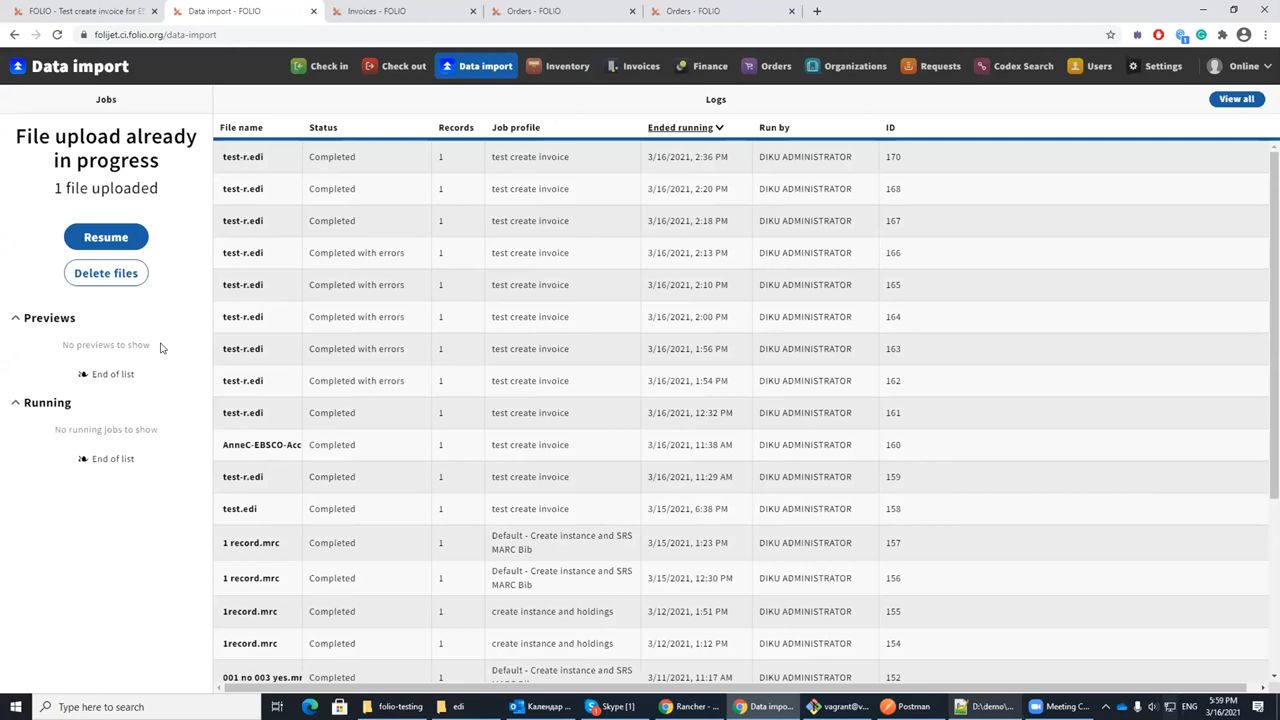 FOLIO - Test create invoice for E
Data import - FOLIO
Invoices - FOLIO
Orders - FOLIO
Orders - FOLIO
folijet.ci.folio.org/data-import
Data import
Check in
Check out
Data import
Inventory
Invoices
Finance
Orders
Organizations
Requests
Codex Search
Users
Settings
Online
Jobs
Logs
View all
File upload already
in progress
1 file uploaded
Resume
Delete files
Previews
No previews to show
End of list
Running
No running jobs to show
End of list
File name Status Records Job profile Ended running Run by ID
test-r.edi Completed 1 test create invoice 3/16/2021, 2:36 PM DIKU ADMINISTRATOR 170
test-r.edi Completed 1 test create invoice 3/16/2021, 2:20 PM DIKU ADMINISTRATOR 168
test-r.edi Completed 1 test create invoice 3/16/2021, 2:18 PM DIKU ADMINISTRATOR 167
test-r.edi Completed with errors 1 test create invoice 3/16/2021, 2:13 PM DIKU ADMINISTRATOR 166
test-r.edi Completed with errors 1 test create invoice 3/16/2021, 2:10 PM DIKU ADMINISTRATOR 165
test-r.edi Completed with errors 1 test create invoice 3/16/2021, 2:00 PM DIKU ADMINISTRATOR 164
test-r.edi Completed with errors 1 test create invoice 3/16/2021, 1:56 PM DIKU ADMINISTRATOR 163
test-r.edi Completed with errors 1 test create invoice 3/16/2021, 1:54 PM DIKU ADMINISTRATOR 162
test-r.edi Completed 1 test create invoice 3/16/2021, 12:32 PM DIKU ADMINISTRATOR 161
AnneC-EBSCO-Acc Completed 1 test create invoice 3/16/2021, 11:38 AM DIKU ADMINISTRATOR 160
test-r.edi Completed 1 test create invoice 3/16/2021, 11:29 AM DIKU ADMINISTRATOR 159
test.edi Completed 1 test create invoice 3/15/2021, 6:38 PM DIKU ADMINISTRATOR 158
1 record.mrc Completed 1 Default - Create instance and SRS MARC Bib 3/15/2021, 1:23 PM DIKU ADMINISTRATOR 157
1 record.mrc Completed 1 Default - Create instance and SRS MARC Bib 3/15/2021, 12:30 PM DIKU ADMINISTRATOR 156
1record.mrc Completed 1 create instance and holdings 3/12/2021, 1:51 PM DIKU ADMINISTRATOR 155
1record.mrc Completed 1 create instance and holdings 3/12/2021, 1:12 PM DIKU ADMINISTRATOR 154
001 no 003 yes.mr Completed 1 Default - Create instance and SRS 3/11/2021, 11:17 AM DIKU ADMINISTRATOR 152
Type here to search
folio-testing
edi
Календар ...
Skype [1]
Rancher - ...
Data impo...
vagrant@v...
Postman
D:\demo\...
Meeting C...
5:59 PM
3/16/2021